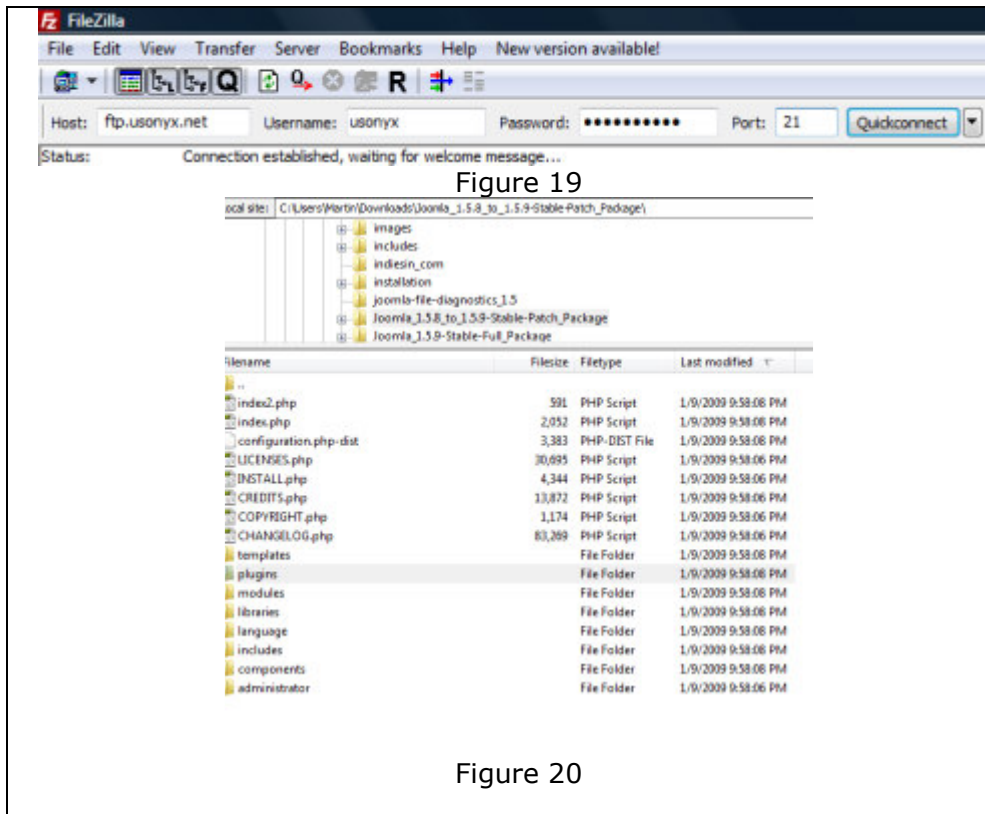 FileZilla
File Edit View Transfer Server Bookmarks Help New version available!
Host: ftp.usonyx.net Username: usonyx Password: •••••••••• Port: 21 Quickconnect
Status: Connection established, waiting for welcome message...
Figure 19
ocal site: C:\Users\Martin\Downloads\Joomla_1.5.8_to_1.5.9-Stable-Patch_Package\
images
includes
indiesin_com
installation
joomla-file-diagnostics_1.5
Joomla_1.5.8_to_1.5.9-Stable-Patch_Package
Joomla_1.5.9-Stable-Full_Package
Filename Filesize Filetype Last modified
..
index2.php 591 PHP Script 1/9/2009 9:58:08 PM
index.php 2,052 PHP Script 1/9/2009 9:58:08 PM
configuration.php-dist 3,383 PHP-DIST File 1/9/2009 9:58:08 PM
LICENSES.php 30,695 PHP Script 1/9/2009 9:58:06 PM
INSTALL.php 4,344 PHP Script 1/9/2009 9:58:06 PM
CREDITS.php 13,872 PHP Script 1/9/2009 9:58:06 PM
COPYRIGHT.php 1,174 PHP Script 1/9/2009 9:58:06 PM
CHANGELOG.php 83,269 PHP Script 1/9/2009 9:58:06 PM
templates File Folder 1/9/2009 9:58:08 PM
plugins File Folder 1/9/2009 9:58:08 PM
modules File Folder 1/9/2009 9:58:08 PM
libraries File Folder 1/9/2009 9:58:08 PM
language File Folder 1/9/2009 9:58:08 PM
includes File Folder 1/9/2009 9:58:08 PM
components File Folder 1/9/2009 9:58:06 PM
administrator File Folder 1/9/2009 9:58:06 PM
Figure 20